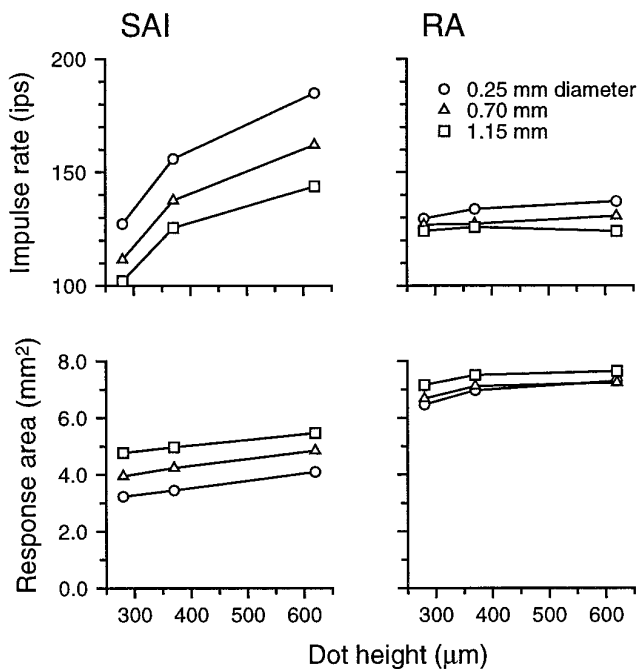 SAI
RA
200
150
100
Impulse rate (ips)
0.25 mm diameter
0.70 mm
1.15 mm
8.0
6.0
4.0
2.0
0.0
Response area (mm²)
300 400 500 600
300 400 500 600
Dot height (μm)